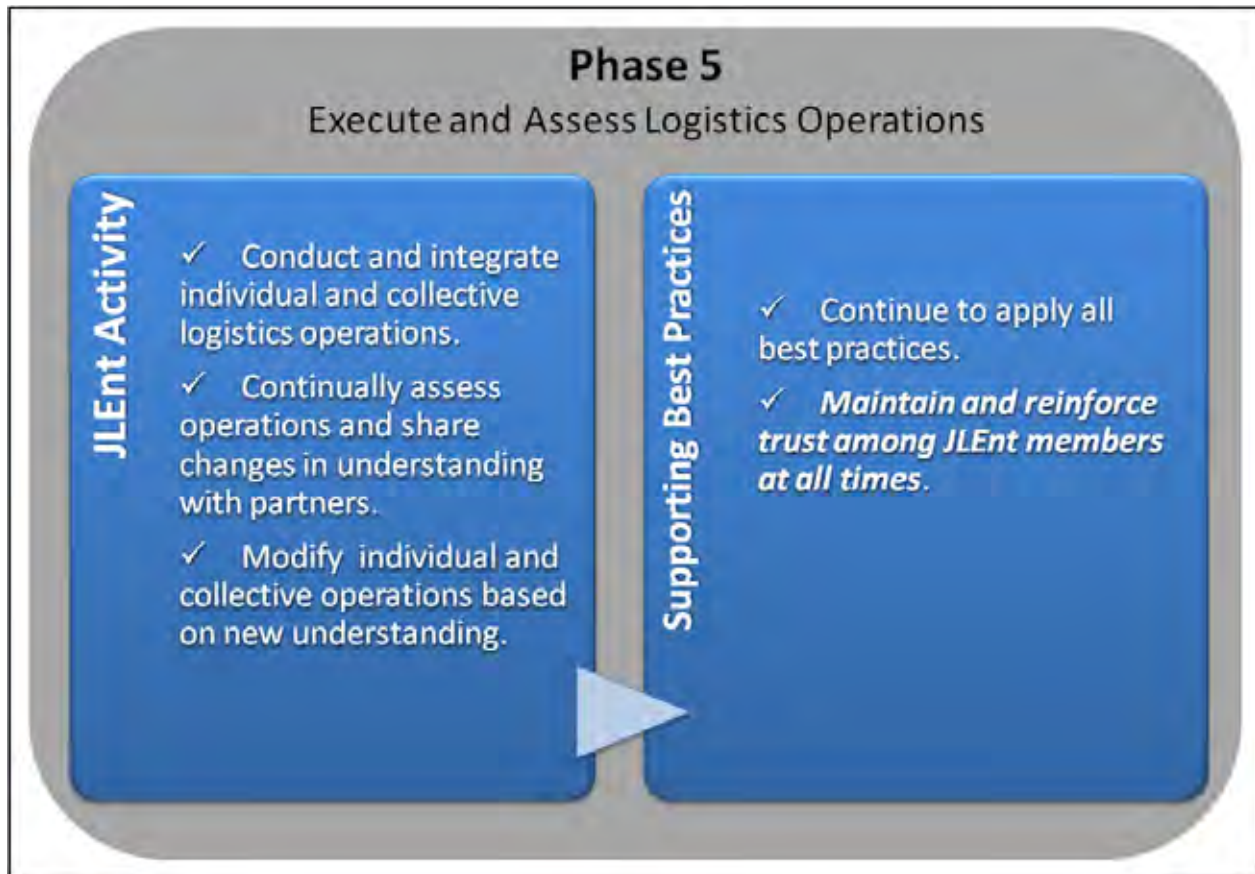 Phase 5
Execute and Assess Logistics Operations
JLEnt Activity
✓ Conduct and integrate
individual and collective
logistics operations.
✓ Continually assess
operations and share
changes in understanding
with partners.
✓ Modify individual and
collective operations based
on new understanding.
Supporting Best Practices
✓ Continue to apply all
best practices.
✓ Maintain and reinforce
trust among JLEnt members
at all times.